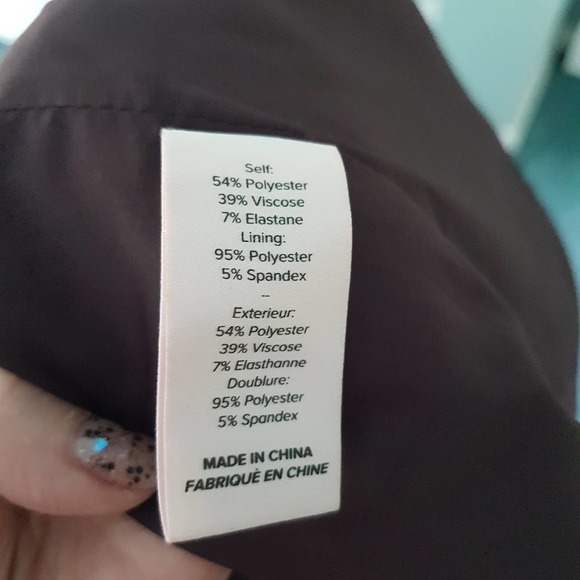 Self:
54% Polyester
39% Viscose
7% Elastane
Lining:
95% Polyester
5% Spandex
--
Exterieur:
54% Polyester
39% Viscose
7% Elasthanne
Doublure:
95% Polyester
5% Spandex
MADE IN CHINA
FABRIQUÈ EN CHINE